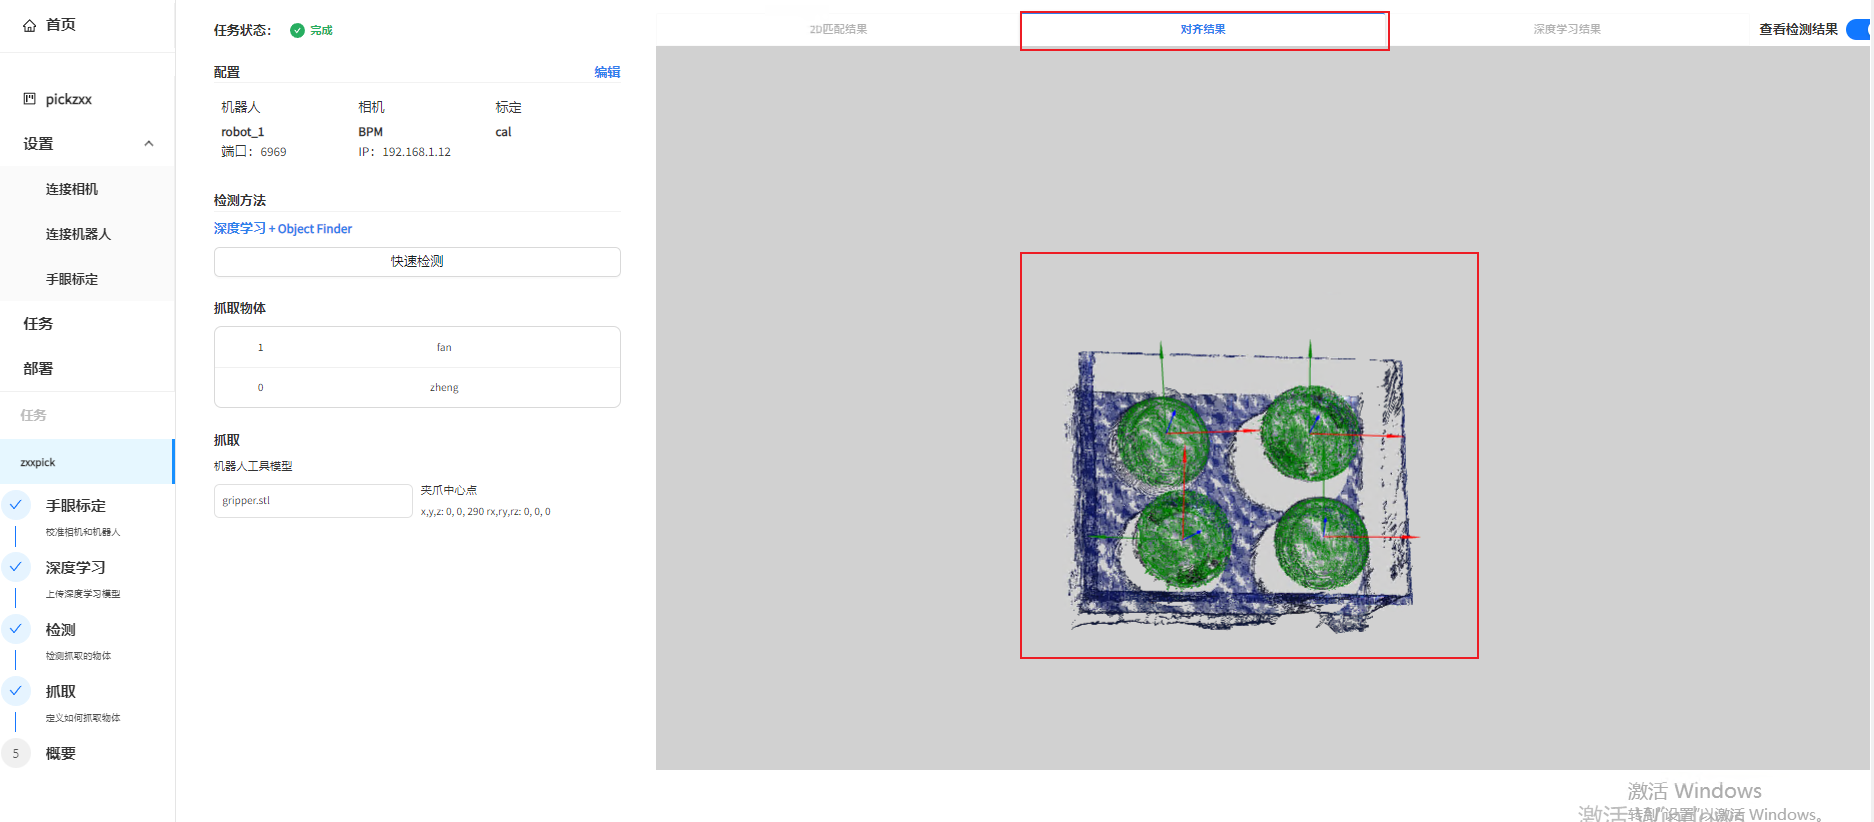 首页
pickzxx
设置
连接相机
连接机器人
手眼标定
任务
部署
任务
zxxpick
手眼标定
校准相机和机器人
深度学习
上传深度学习模型
检测
检测抓取的物体
抓取
定义如何抓取物体
5 概要
任务状态： 完成
配置 编辑
机器人 相机 标定
robot_1 BPM cal
端口：6969 IP：192.168.1.12
检测方法
深度学习 + Object Finder
快速检测
抓取物体
1 fan
0 zheng
抓取
机器人工具模型
gripper.stl
夹爪中心点
x,y,z: 0, 0, 290 rx,ry,rz: 0, 0, 0
2D匹配结果 对齐结果 深度学习结果 查看检测结果
激活 Windows
转到"设置"以激活 Windows。